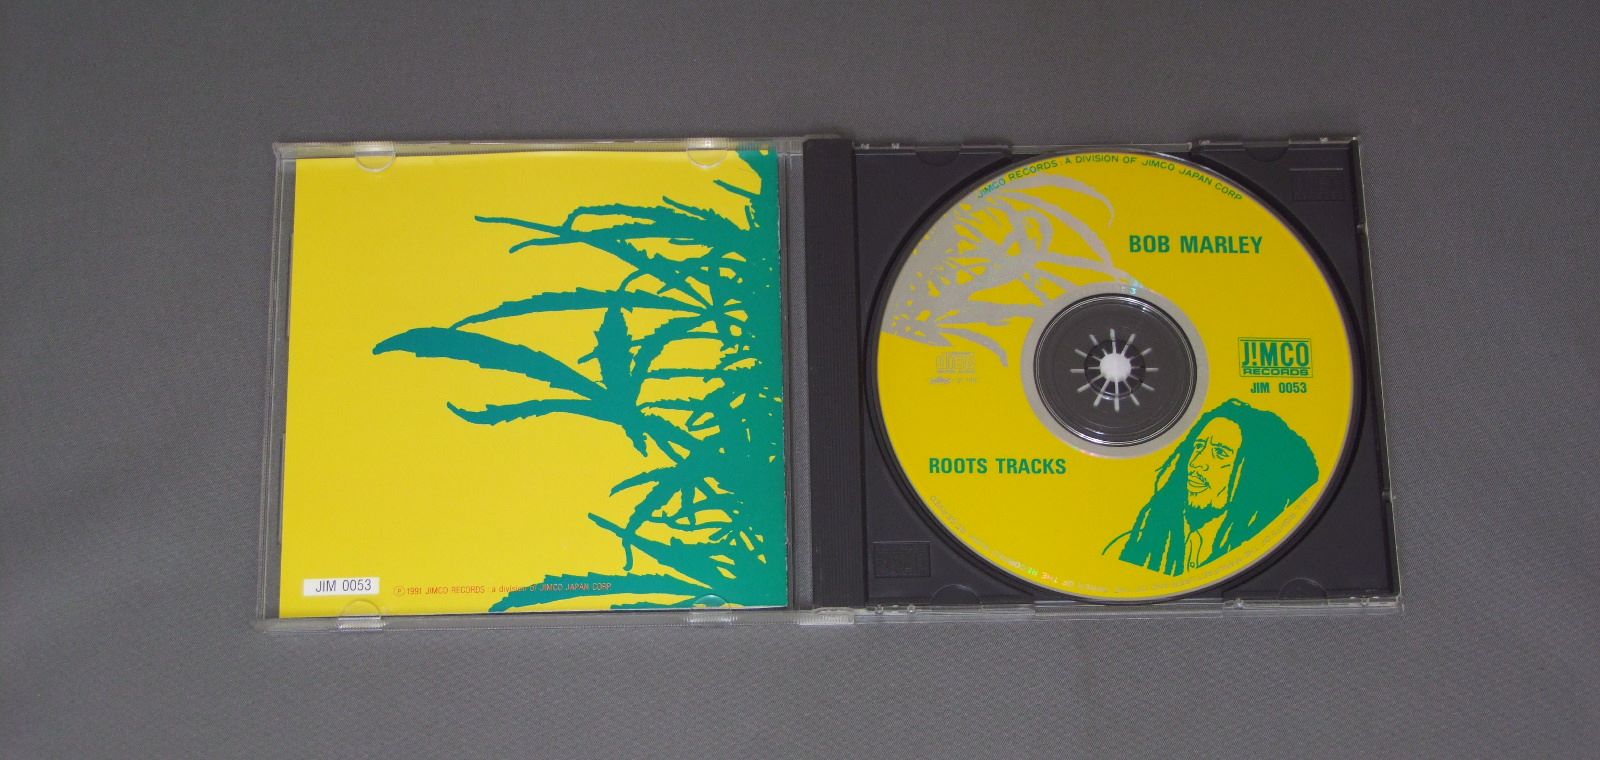 JIM 0053
℗ 1991 JIMCO RECORDS : a division of JIMCO JAPAN CORP.
JIMCO RECORDS : A DIVISION OF JIMCO JAPAN CORP.
BOB MARLEY
J!MCO
RECORDS
JIM 0053
ROOTS TRACKS